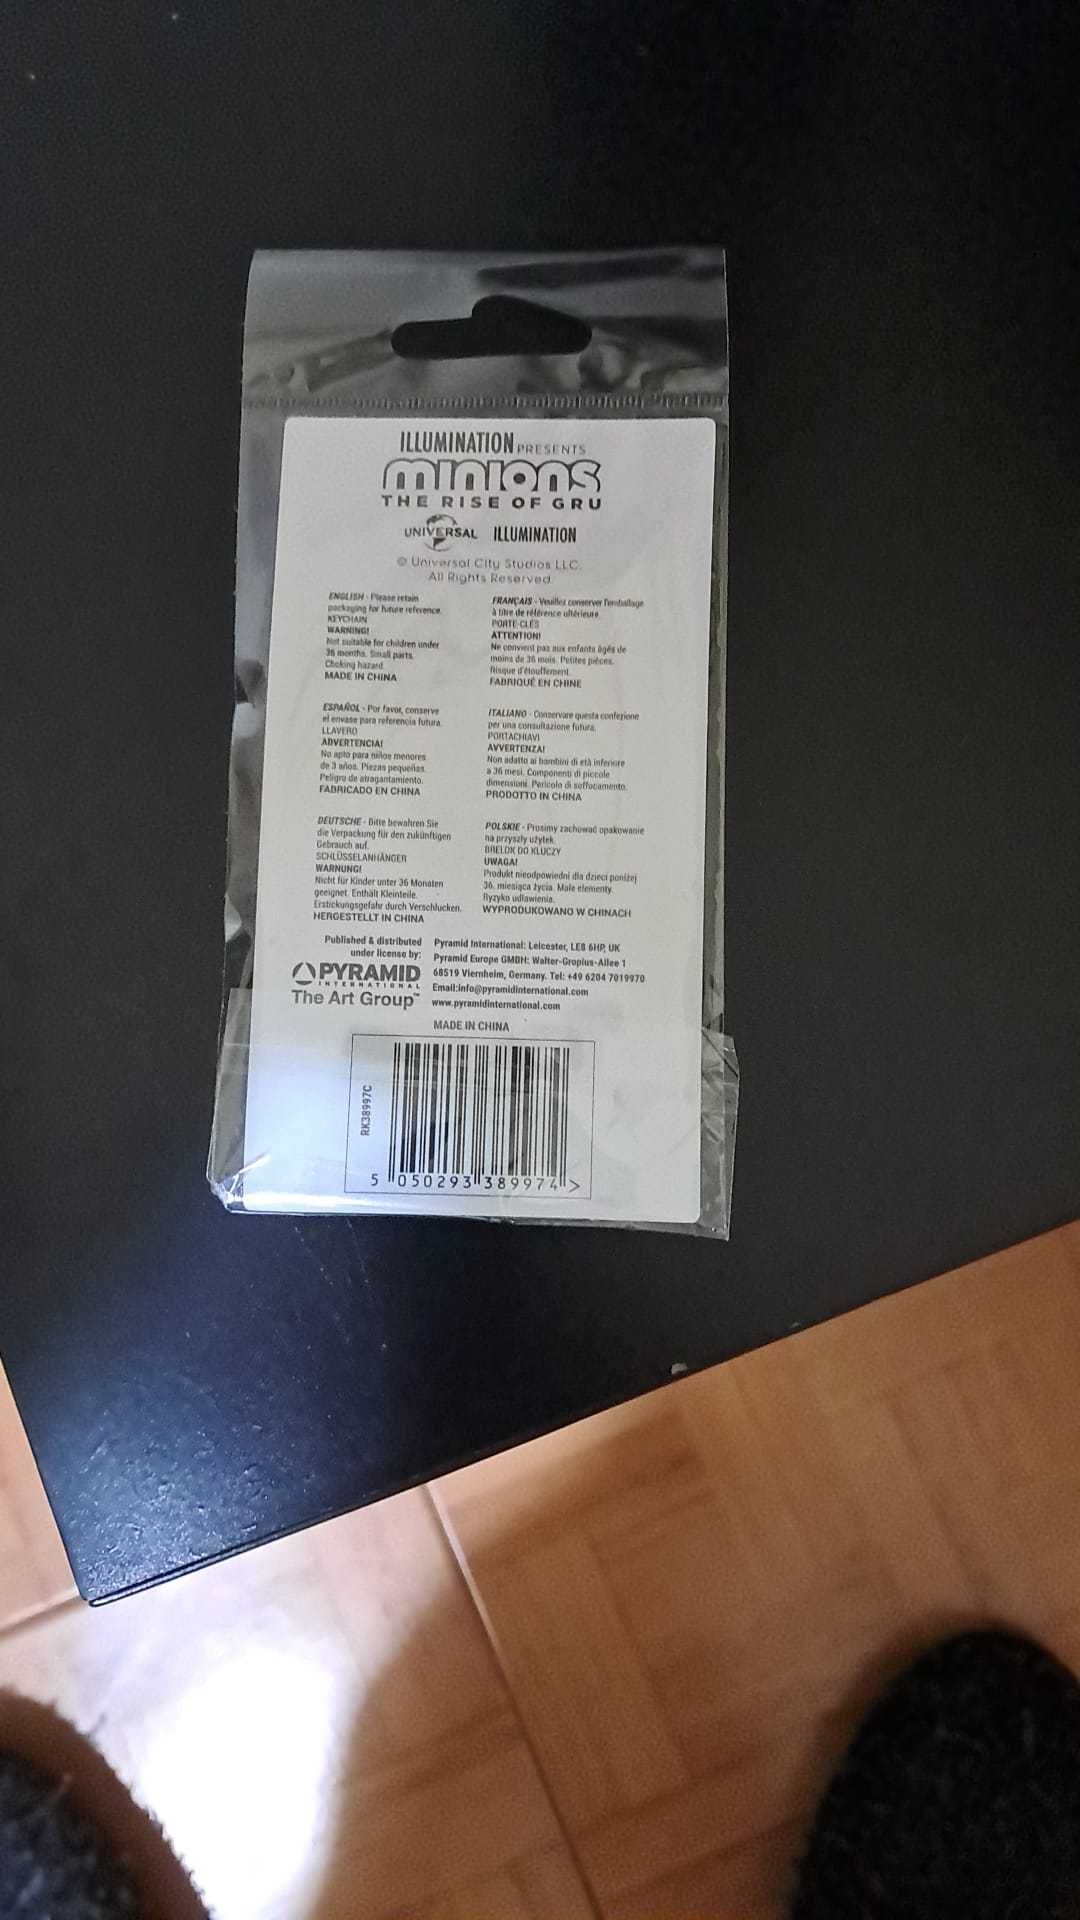 ILLUMINATION PRESENTS
minions
THE RISE OF GRU
UNIVERSAL ILLUMINATION
© Universal City Studios LLC.
All Rights Reserved.
ENGLISH - Please retain
packaging for future reference.
KEYCHAIN
WARNING!
Not suitable for children under
36 months. Small parts.
Choking hazard.
MADE IN CHINA
FRANÇAIS - Veuillez conserver l'emballage
à titre de référence ultérieure.
PORTE-CLÉS
ATTENTION!
Ne convient pas aux enfants âgés de
moins de 36 mois. Petites pièces.
Risque d'étouffement.
FABRIQUÉ EN CHINE
ESPAÑOL - Por favor, conserve
el envase para referencia futura.
LLAVERO
ADVERTENCIA!
No apto para niños menores
de 3 años. Piezas pequeñas.
Peligro de atragantamiento.
FABRICADO EN CHINA
ITALIANO - Conservare questa confezione
per una consultazione futura.
PORTACHIAVI
AVVERTENZA!
Non adatto ai bambini di età inferiore
a 36 mesi. Componenti di piccole
dimensioni. Pericolo di soffocamento.
PRODOTTO IN CHINA
DEUTSCHE - Bitte bewahren Sie
die Verpackung für den zukünftigen
Gebrauch auf.
SCHLÜSSELANHÄNGER
WARNUNG!
Nicht für Kinder unter 36 Monaten
geeignet. Enthält Kleinteile.
Erstickungsgefahr durch Verschlucken.
HERGESTELLT IN CHINA
POLSKIE - Prosimy zachować opakowanie
na przyszły użytek.
BRELOK DO KLUCZY
UWAGA!
Produkt nieodpowiedni dla dzieci poniżej
36. miesiąca życia. Małe elementy.
Ryzyko udławienia.
WYPRODUKOWANO W CHINACH
Published & distributed
under license by:
PYRAMID
INTERNATIONAL
The Art Group™
Pyramid International: Leicester, LE8 6HP, UK
Pyramid Europe GMBH: Walter-Gropius-Allee 1
68519 Viernheim, Germany. Tel: +49 6204 7019970
Email:info@pyramidinternational.com
www.pyramidinternational.com
MADE IN CHINA
RK38997C
5 050293 389974 >